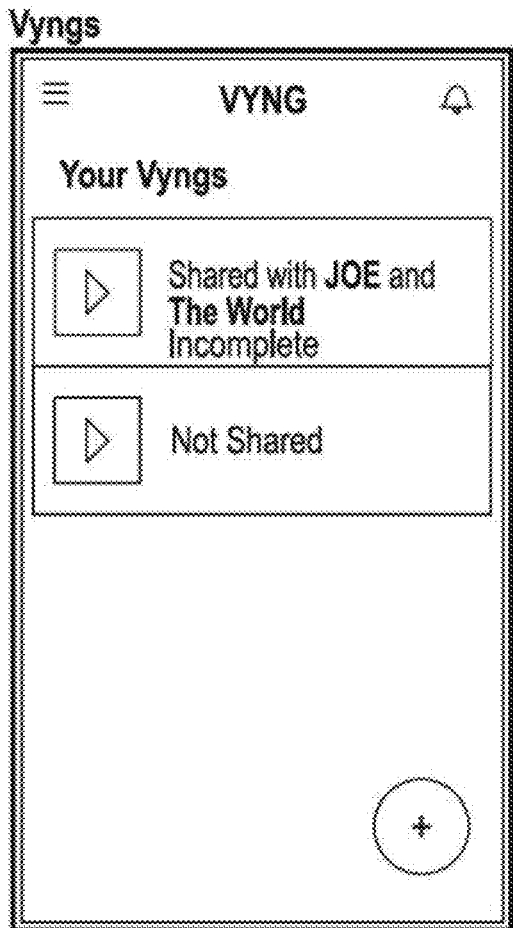 Vyngs
VYNG
Your Vyngs
Shared with JOE and
The World
Incomplete
Not Shared
+